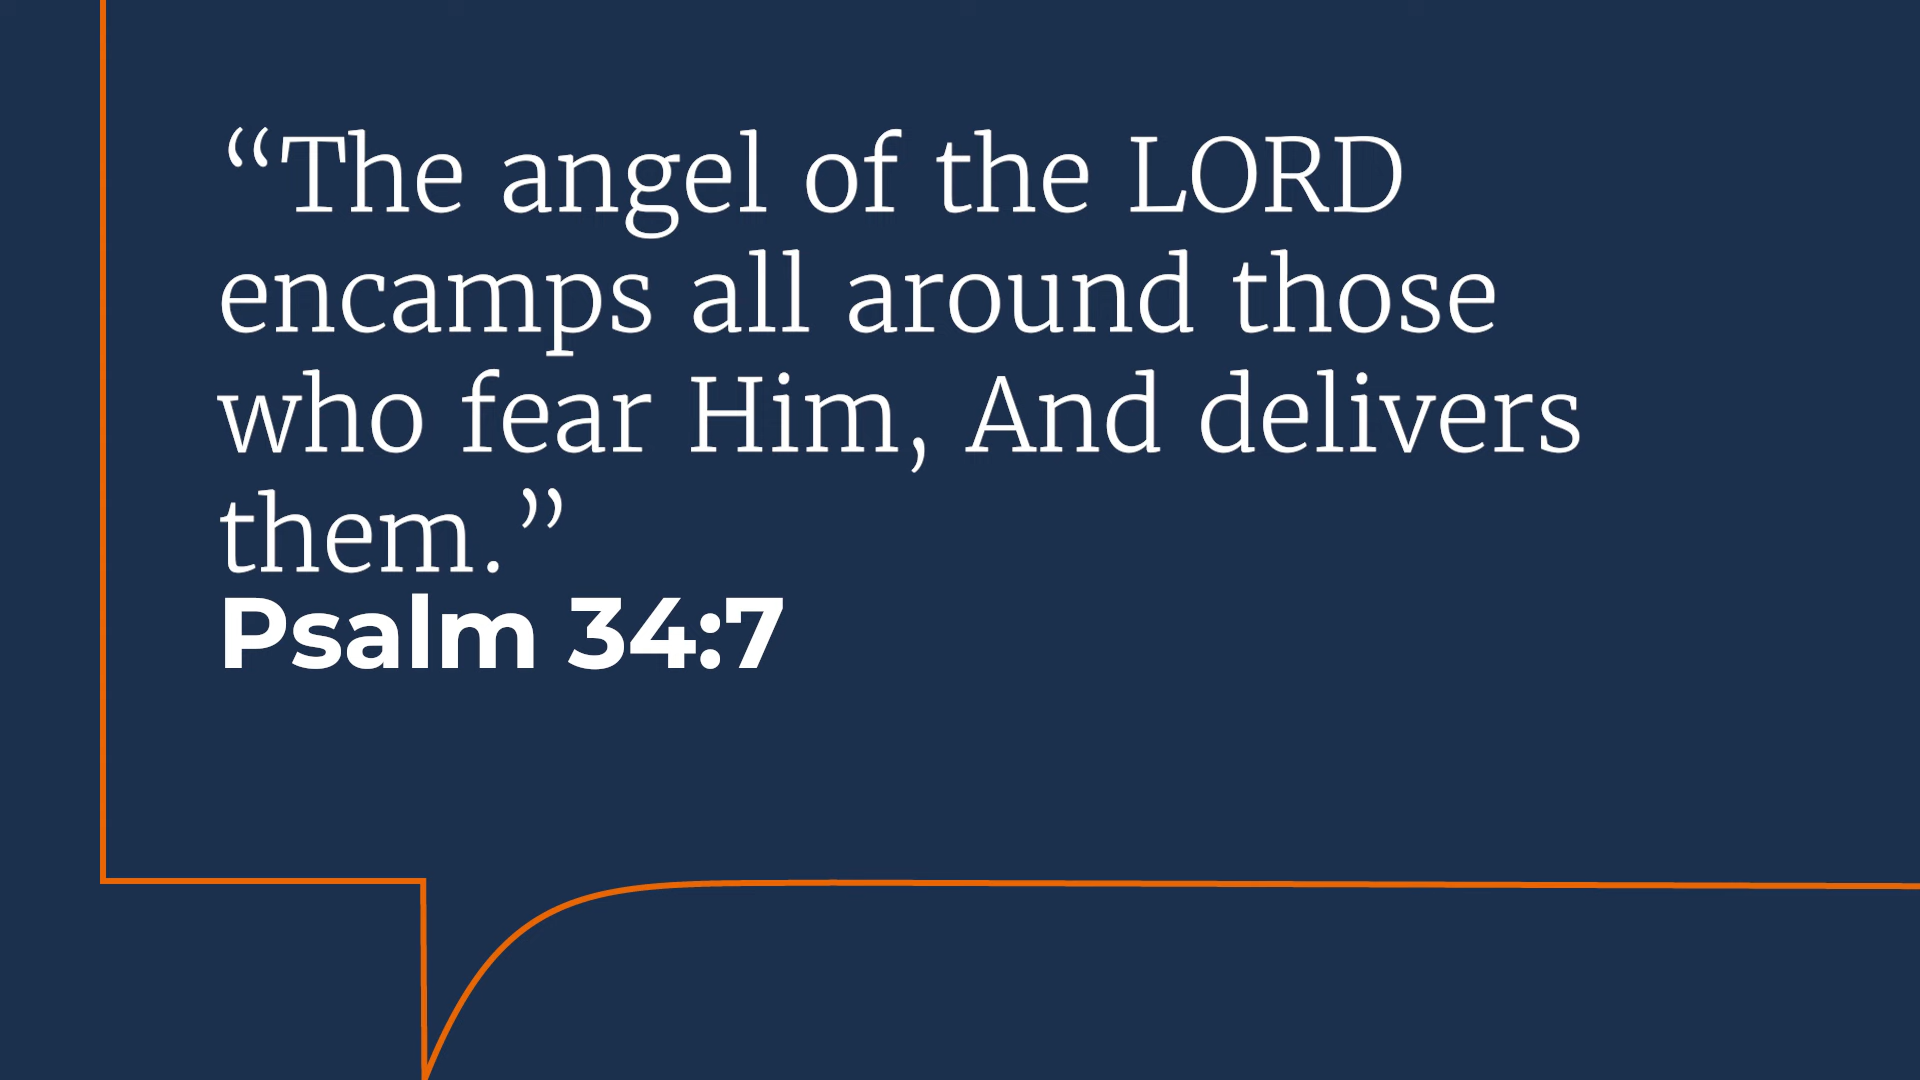 “The angel of the LORD
encamps all around those
who fear Him, And delivers
them.”
Psalm 34:7